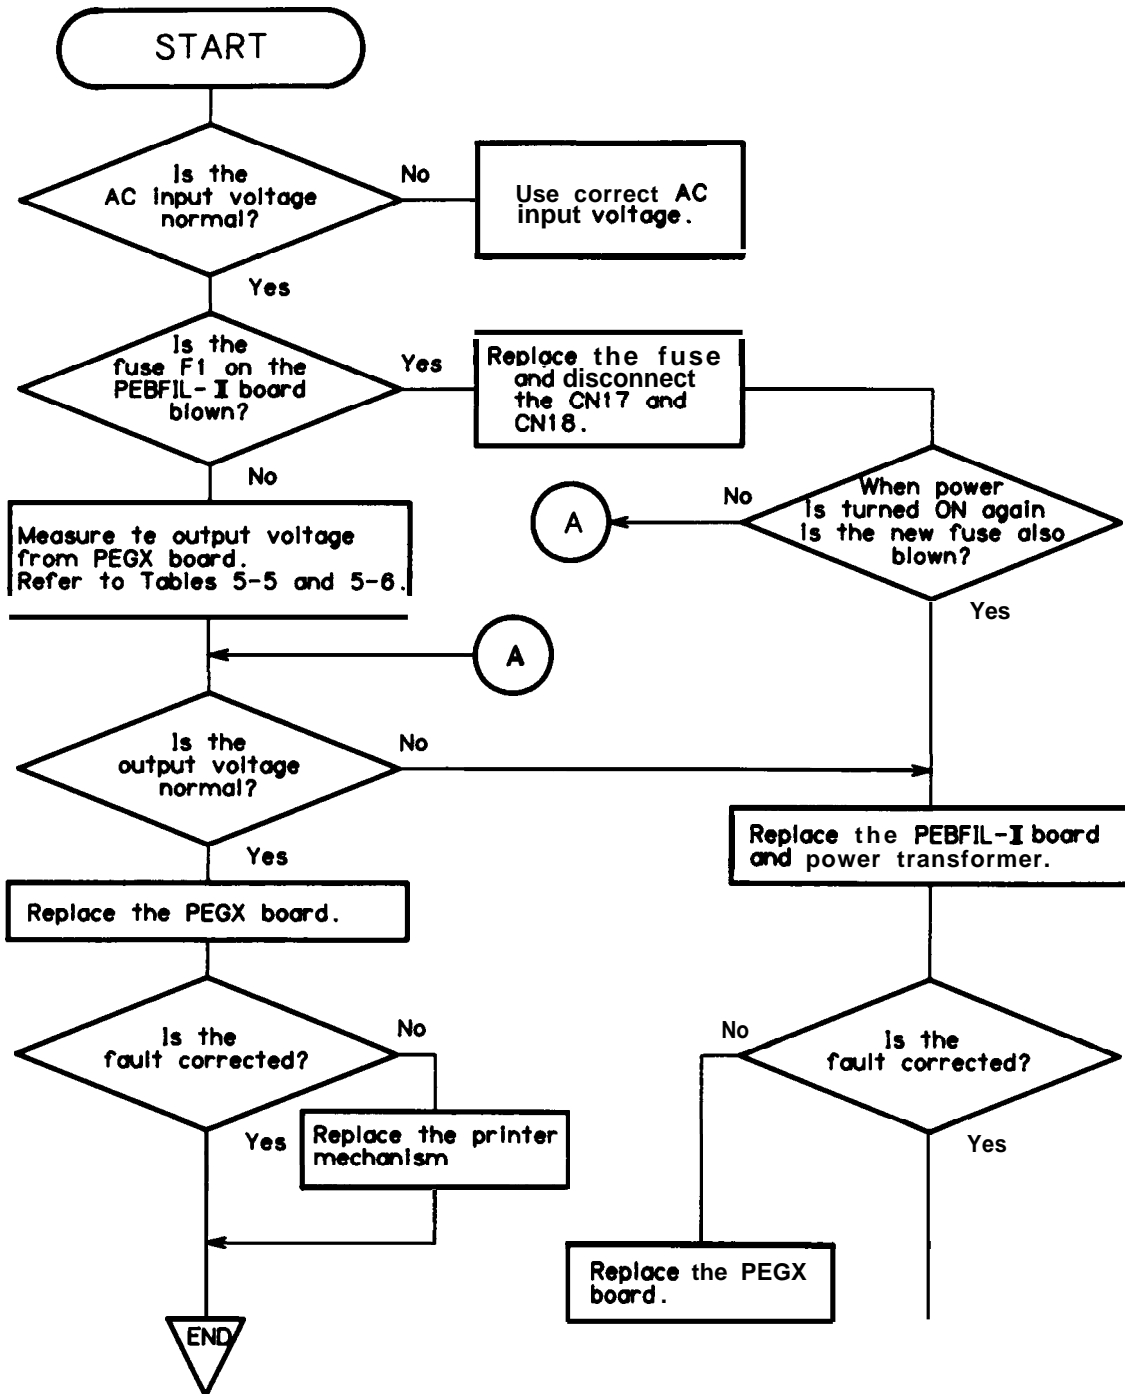 START
Is the
AC input voltage
normal?
No
Use correct AC
input voltage.
Yes
Is the
fuse F1 on the
PEBFIL-II board
blown?
Yes
Replace the fuse
and disconnect
the CN17 and
CN18.
No
When power
is turned ON again
is the new fuse also
blown?
No
A
Yes
Measure te output voltage
from PEGX board.
Refer to Tables 5-5 and 5-6.
A
Is the
output voltage
normal?
No
Yes
Replace the PEBFIL-II board
and power transformer.
Replace the PEGX board.
Is the
fault corrected?
No
Yes
Replace the printer
mechanism
Is the
fault corrected?
No
Yes
Replace the PEGX
board.
END